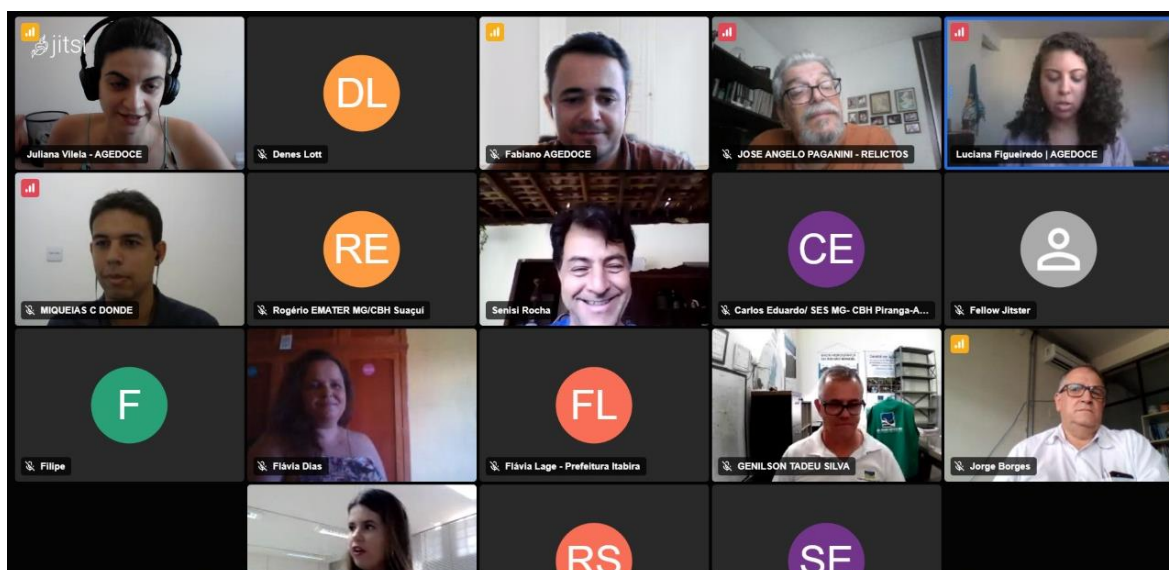 jitsi
Juliana Vilela - AGEDOCE
DL
Denes Lott
Fabiano AGEDOCE
JOSE ANGELO PAGANINI - RELICTOS
Luciana Figueiredo | AGEDOCE
MIQUEIAS C DONDE
RE
Rogério EMATER MG/CBH Suaçui
Senisi Rocha
CE
Carlos Eduardo/ SES MG- CBH Piranga-A...
Fellow Jitster
F
Filipe
Flávia Dias
FL
Flávia Lage - Prefeitura Itabira
GENILSON TADEU SILVA
Jorge Borges
RS
SE